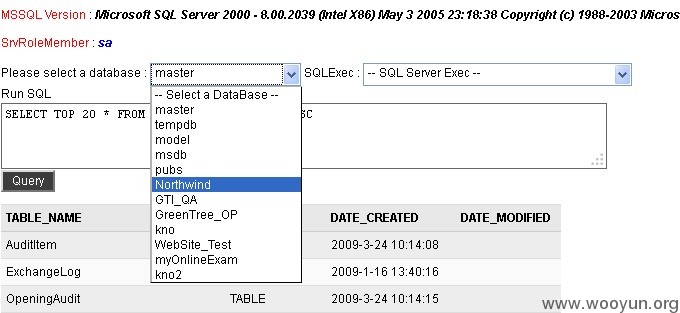 MSSQL Version : Microsoft SQL Server 2000 - 8.00.2039 (Intel X86) May 3 2005 23:18:38 Copyright (c) 1988-2003 Micros
SrvRoleMember : sa
Please select a database : master SQLExec : -- SQL Server Exec --
Run SQL
-- Select a DataBase --
SELECT TOP 20 * FROM SC
master
tempdb
model
msdb
pubs
Query
Northwind
GTI_QA
GreenTree_OP
kno
WebSite_Test
myOnlineExam
kno2
TABLE_NAME DATE_CREATED DATE_MODIFIED
AuditItem 2009-3-24 10:14:08
ExchangeLog 2009-1-16 13:40:16
OpeningAudit TABLE 2009-3-24 10:14:15
www.wooyun.org